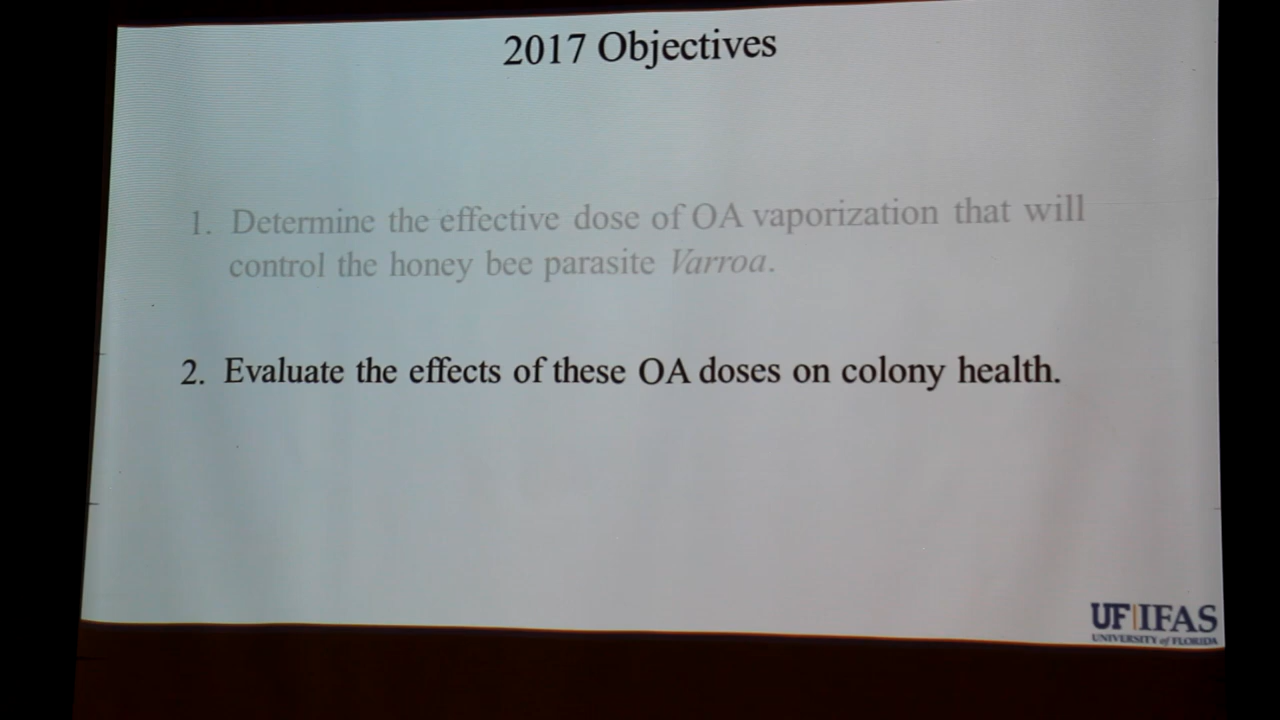 2017 Objectives
1. Determine the effective dose of OA vaporization that will
control the honey bee parasite Varroa.
2. Evaluate the effects of these OA doses on colony health.
UF|IFAS
UNIVERSITY of FLORIDA